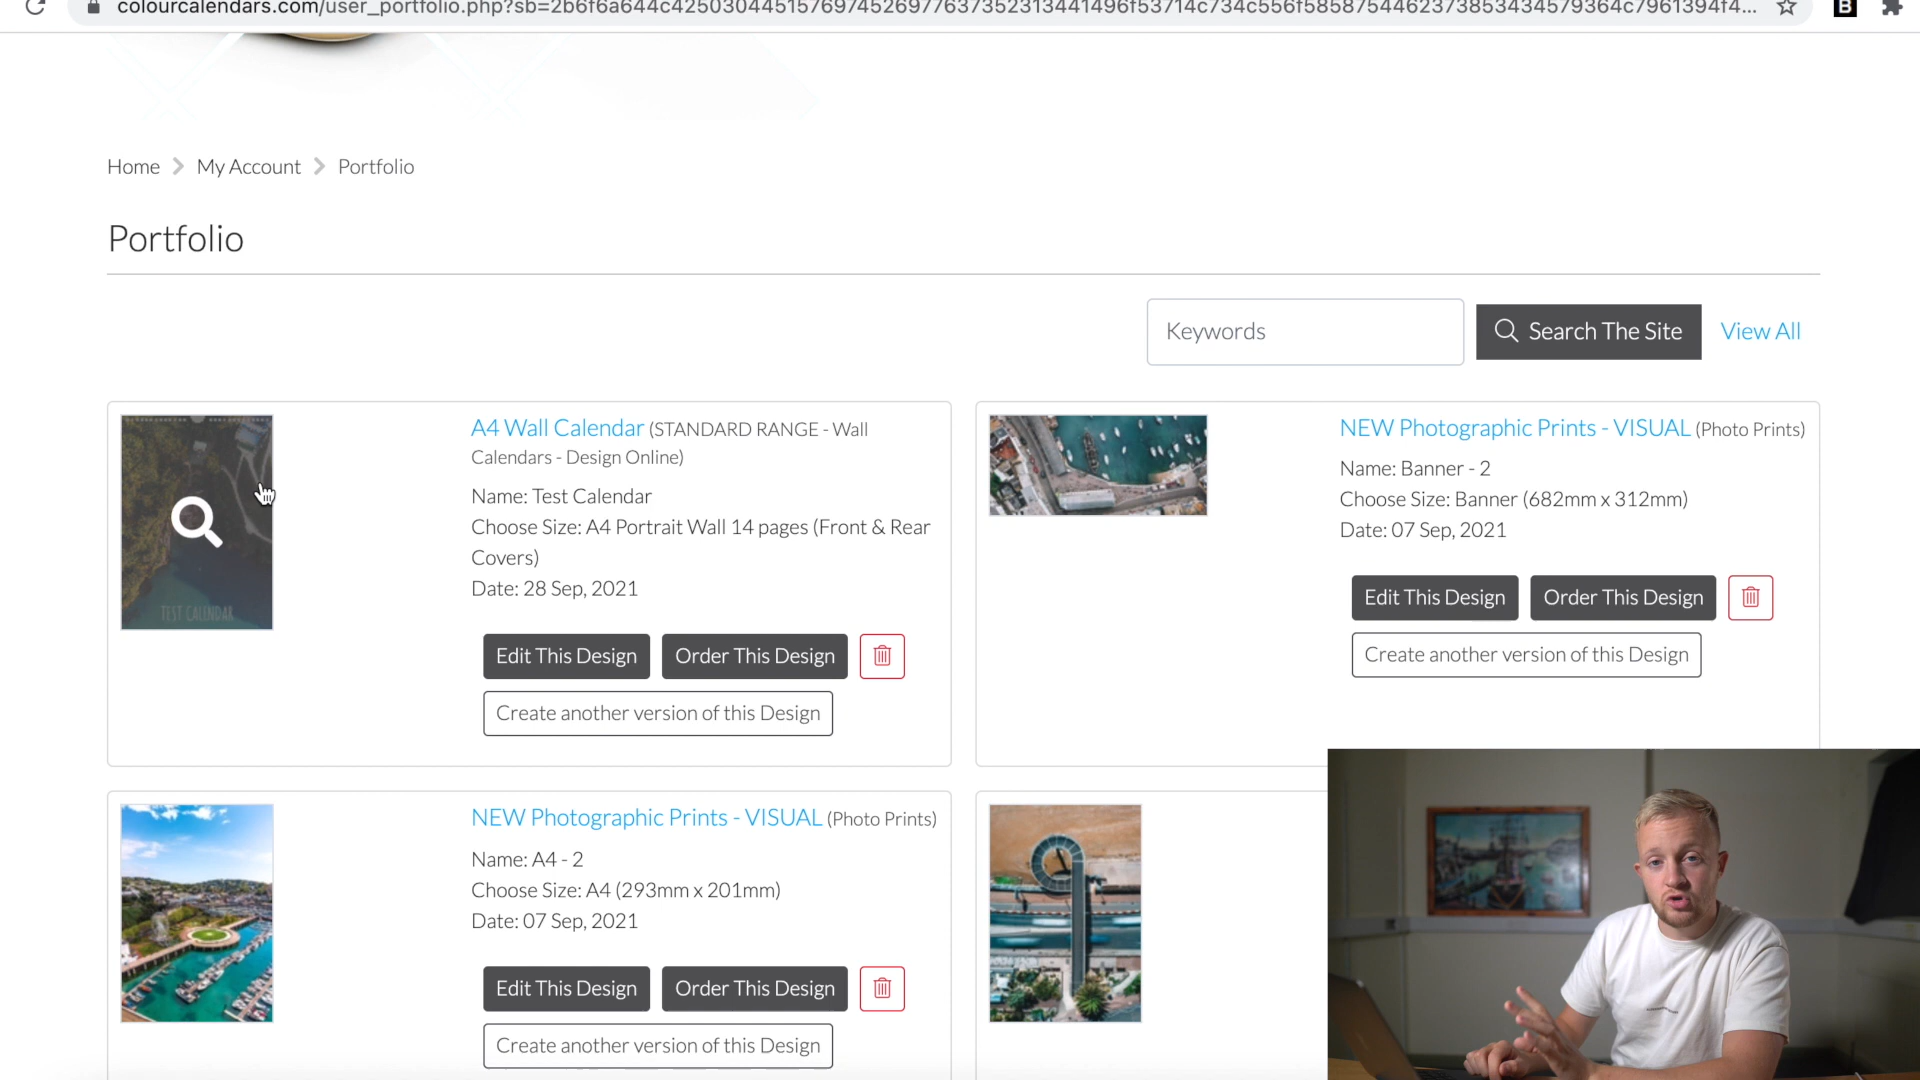 colourcalendars.com/user_portfolio.php?sb=
Home > My Account > Portfolio
Portfolio
Keywords
Search The Site
View All
A4 Wall Calendar (STANDARD RANGE - Wall
Calendars - Design Online)
Name: Test Calendar
Choose Size: A4 Portrait Wall 14 pages (Front & Rear
Covers)
Date: 28 Sep, 2021
Edit This Design
Order This Design
Create another version of this Design
TEST CALENDAR
NEW Photographic Prints - VISUAL (Photo Prints)
Name: Banner - 2
Choose Size: Banner (682mm x 312mm)
Date: 07 Sep, 2021
Edit This Design
Order This Design
Create another version of this Design
NEW Photographic Prints - VISUAL (Photo Prints)
Name: A4 - 2
Choose Size: A4 (293mm x 201mm)
Date: 07 Sep, 2021
Edit This Design
Order This Design
Create another version of this Design
B